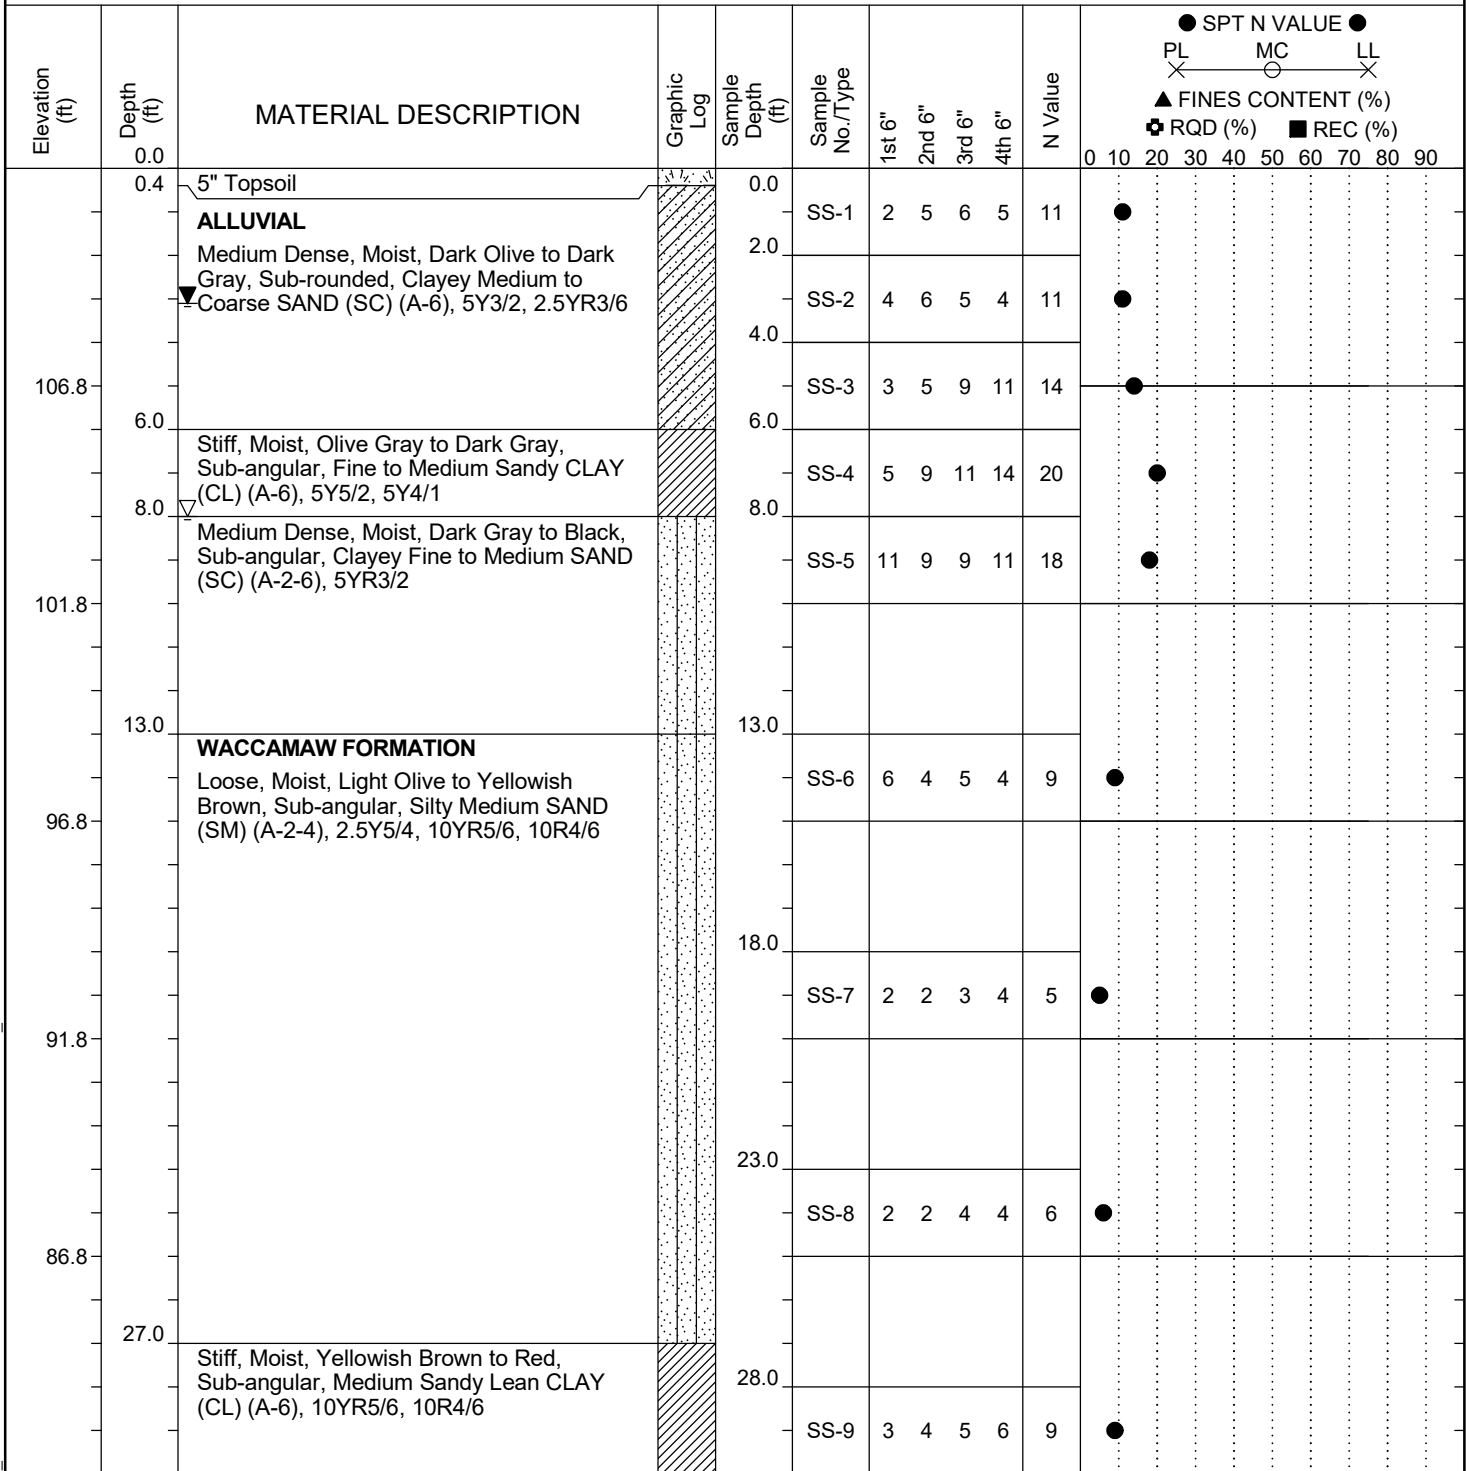 ● SPT N VALUE ●
PL MC LL
▲ FINES CONTENT (%)
RQD (%) ■ REC (%)
Elevation (ft)
Depth (ft)
MATERIAL DESCRIPTION
Graphic Log
Sample Depth (ft)
Sample No./Type
1st 6"
2nd 6"
3rd 6"
4th 6"
N Value
0.0
0 10 20 30 40 50 60 70 80 90
0.4 5" Topsoil 0.0
ALLUVIAL
SS-1 2 5 6 5 11
2.0
Medium Dense, Moist, Dark Olive to Dark
Gray, Sub-rounded, Clayey Medium to
Coarse SAND (SC) (A-6), 5Y3/2, 2.5YR3/6
SS-2 4 6 5 4 11
4.0
106.8 SS-3 3 5 9 11 14
6.0 6.0
Stiff, Moist, Olive Gray to Dark Gray,
Sub-angular, Fine to Medium Sandy CLAY
(CL) (A-6), 5Y5/2, 5Y4/1
SS-4 5 9 11 14 20
8.0 8.0
Medium Dense, Moist, Dark Gray to Black,
Sub-angular, Clayey Fine to Medium SAND
(SC) (A-2-6), 5YR3/2
SS-5 11 9 9 11 18
101.8
13.0 13.0
WACCAMAW FORMATION
Loose, Moist, Light Olive to Yellowish
Brown, Sub-angular, Silty Medium SAND
(SM) (A-2-4), 2.5Y5/4, 10YR5/6, 10R4/6
SS-6 6 4 5 4 9
96.8
18.0
SS-7 2 2 3 4 5
91.8
23.0
SS-8 2 2 4 4 6
86.8
27.0
Stiff, Moist, Yellowish Brown to Red,
Sub-angular, Medium Sandy Lean CLAY
(CL) (A-6), 10YR5/6, 10R4/6
28.0
SS-9 3 4 5 6 9